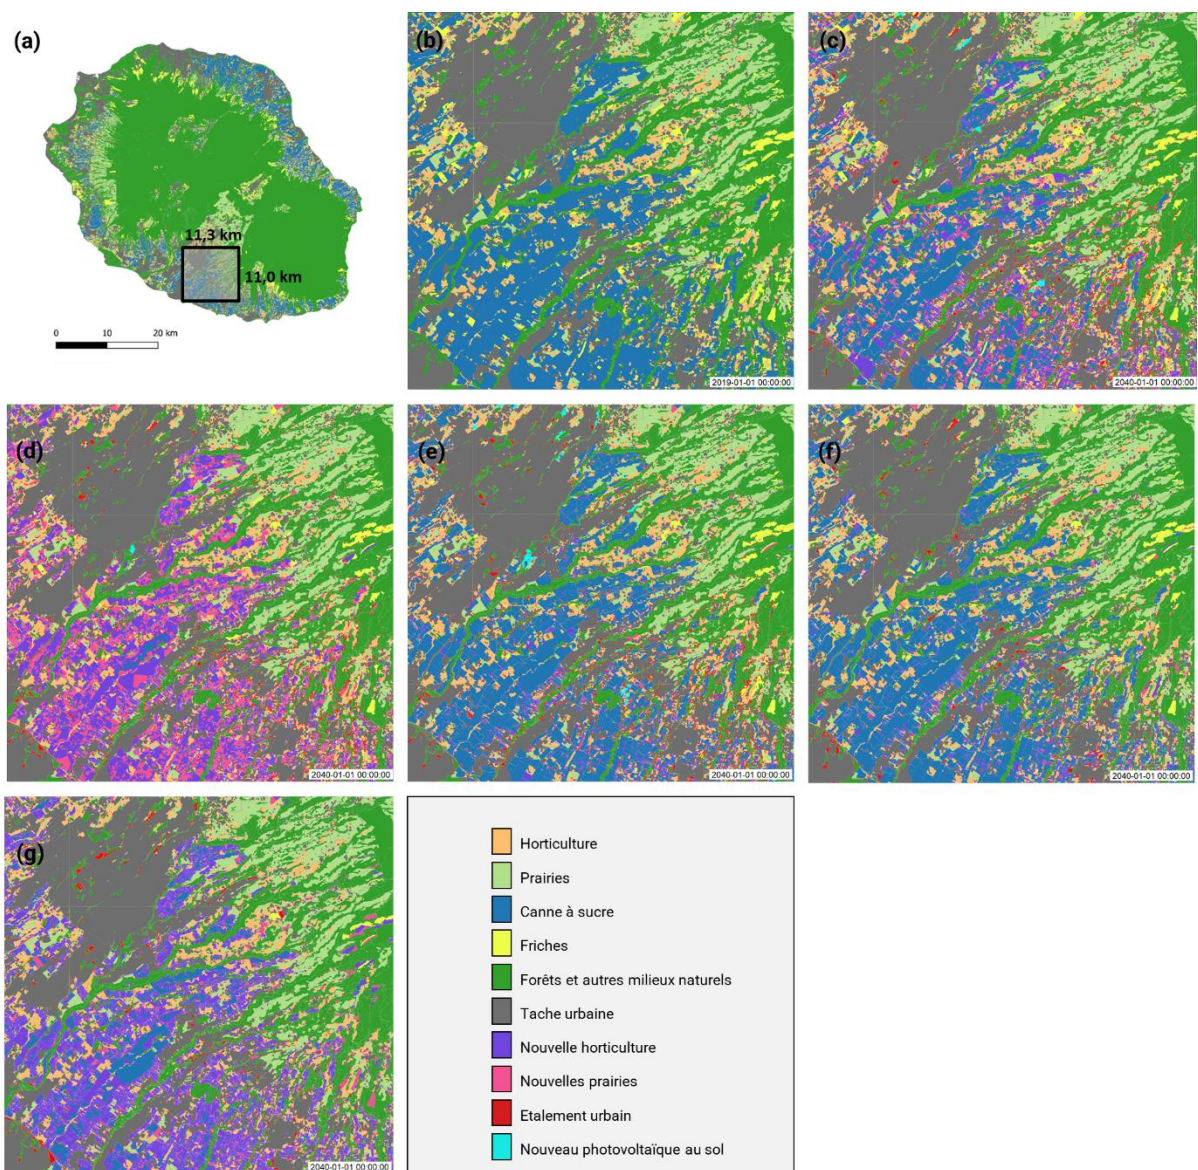 (a)
11,3 km
11,0 km
0 10 20 km
(b)
2019-01-01 00:00:00
(c)
2040-01-01 00:00:00
(d)
2040-01-01 00:00:00
(e)
2040-01-01 00:00:00
(f)
2040-01-01 00:00:00
(g)
2040-01-01 00:00:00
Horticulture
Prairies
Canne à sucre
Friches
Forêts et autres milieux naturels
Tache urbaine
Nouvelle horticulture
Nouvelles prairies
Etalement urbain
Nouveau photovoltaïque au sol